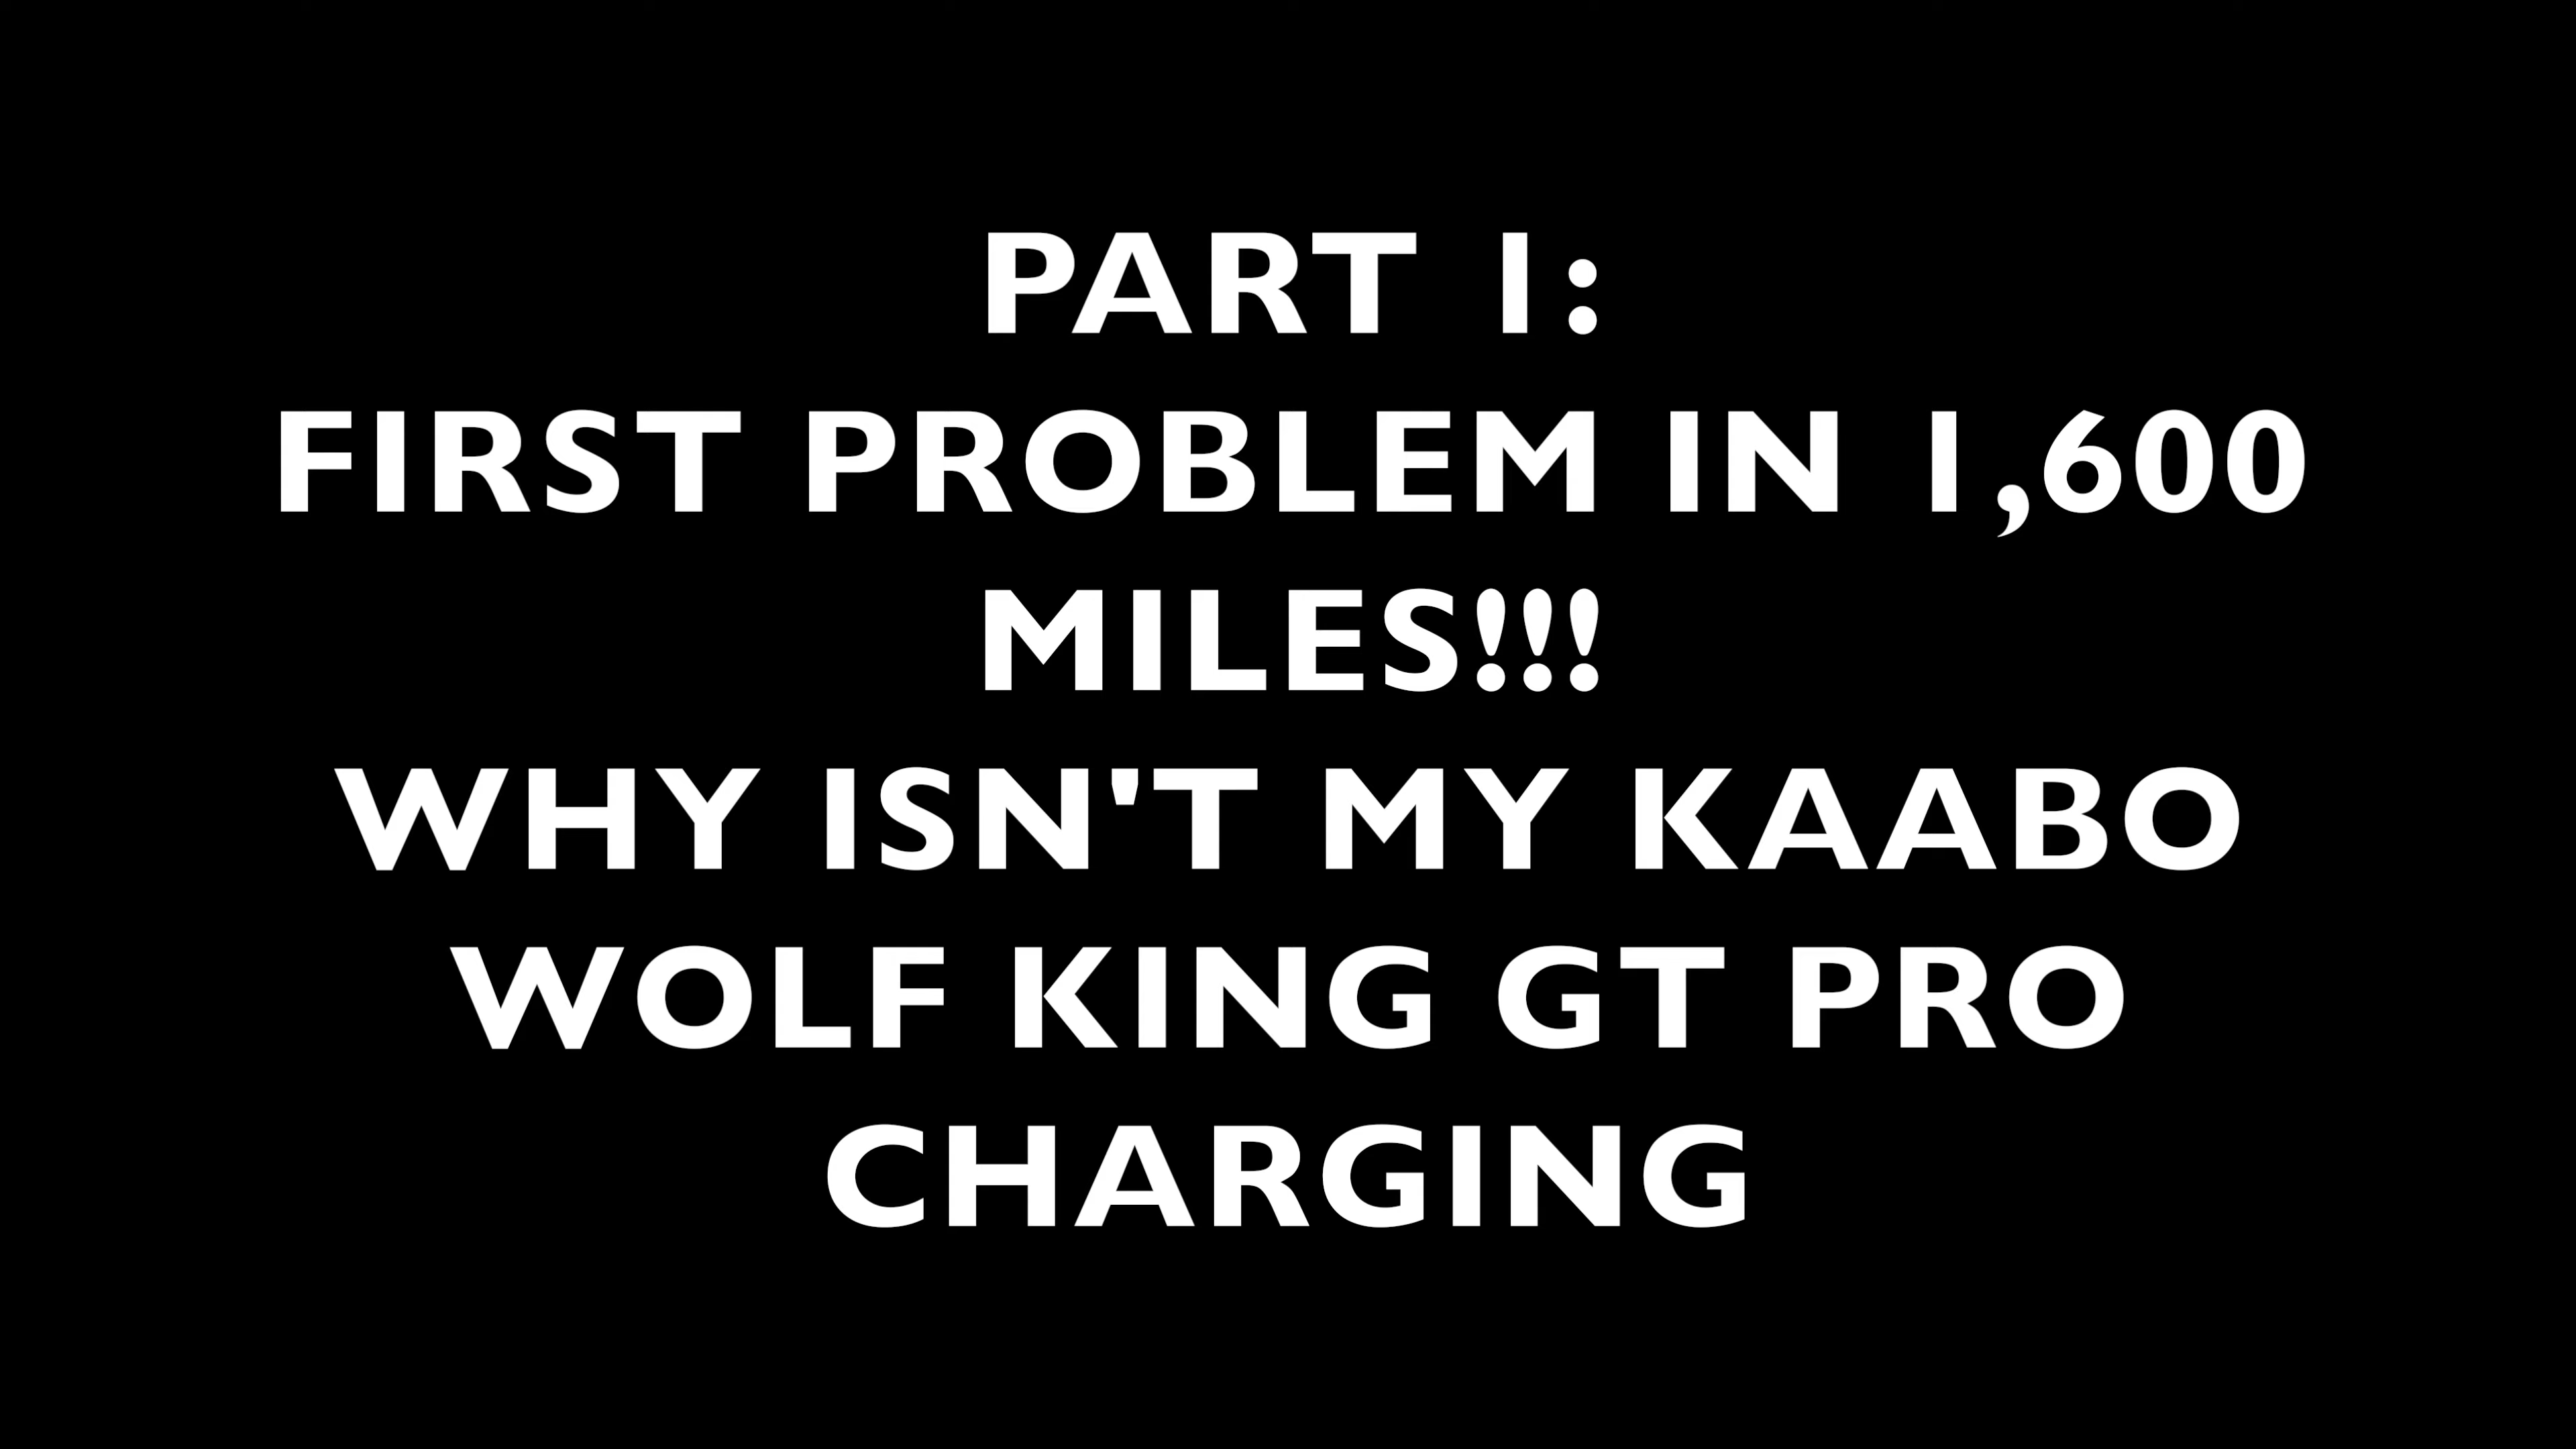 PART 1:
FIRST PROBLEM IN 1,600
MILES!!!
WHY ISN'T MY KAABO
WOLF KING GT PRO
CHARGING